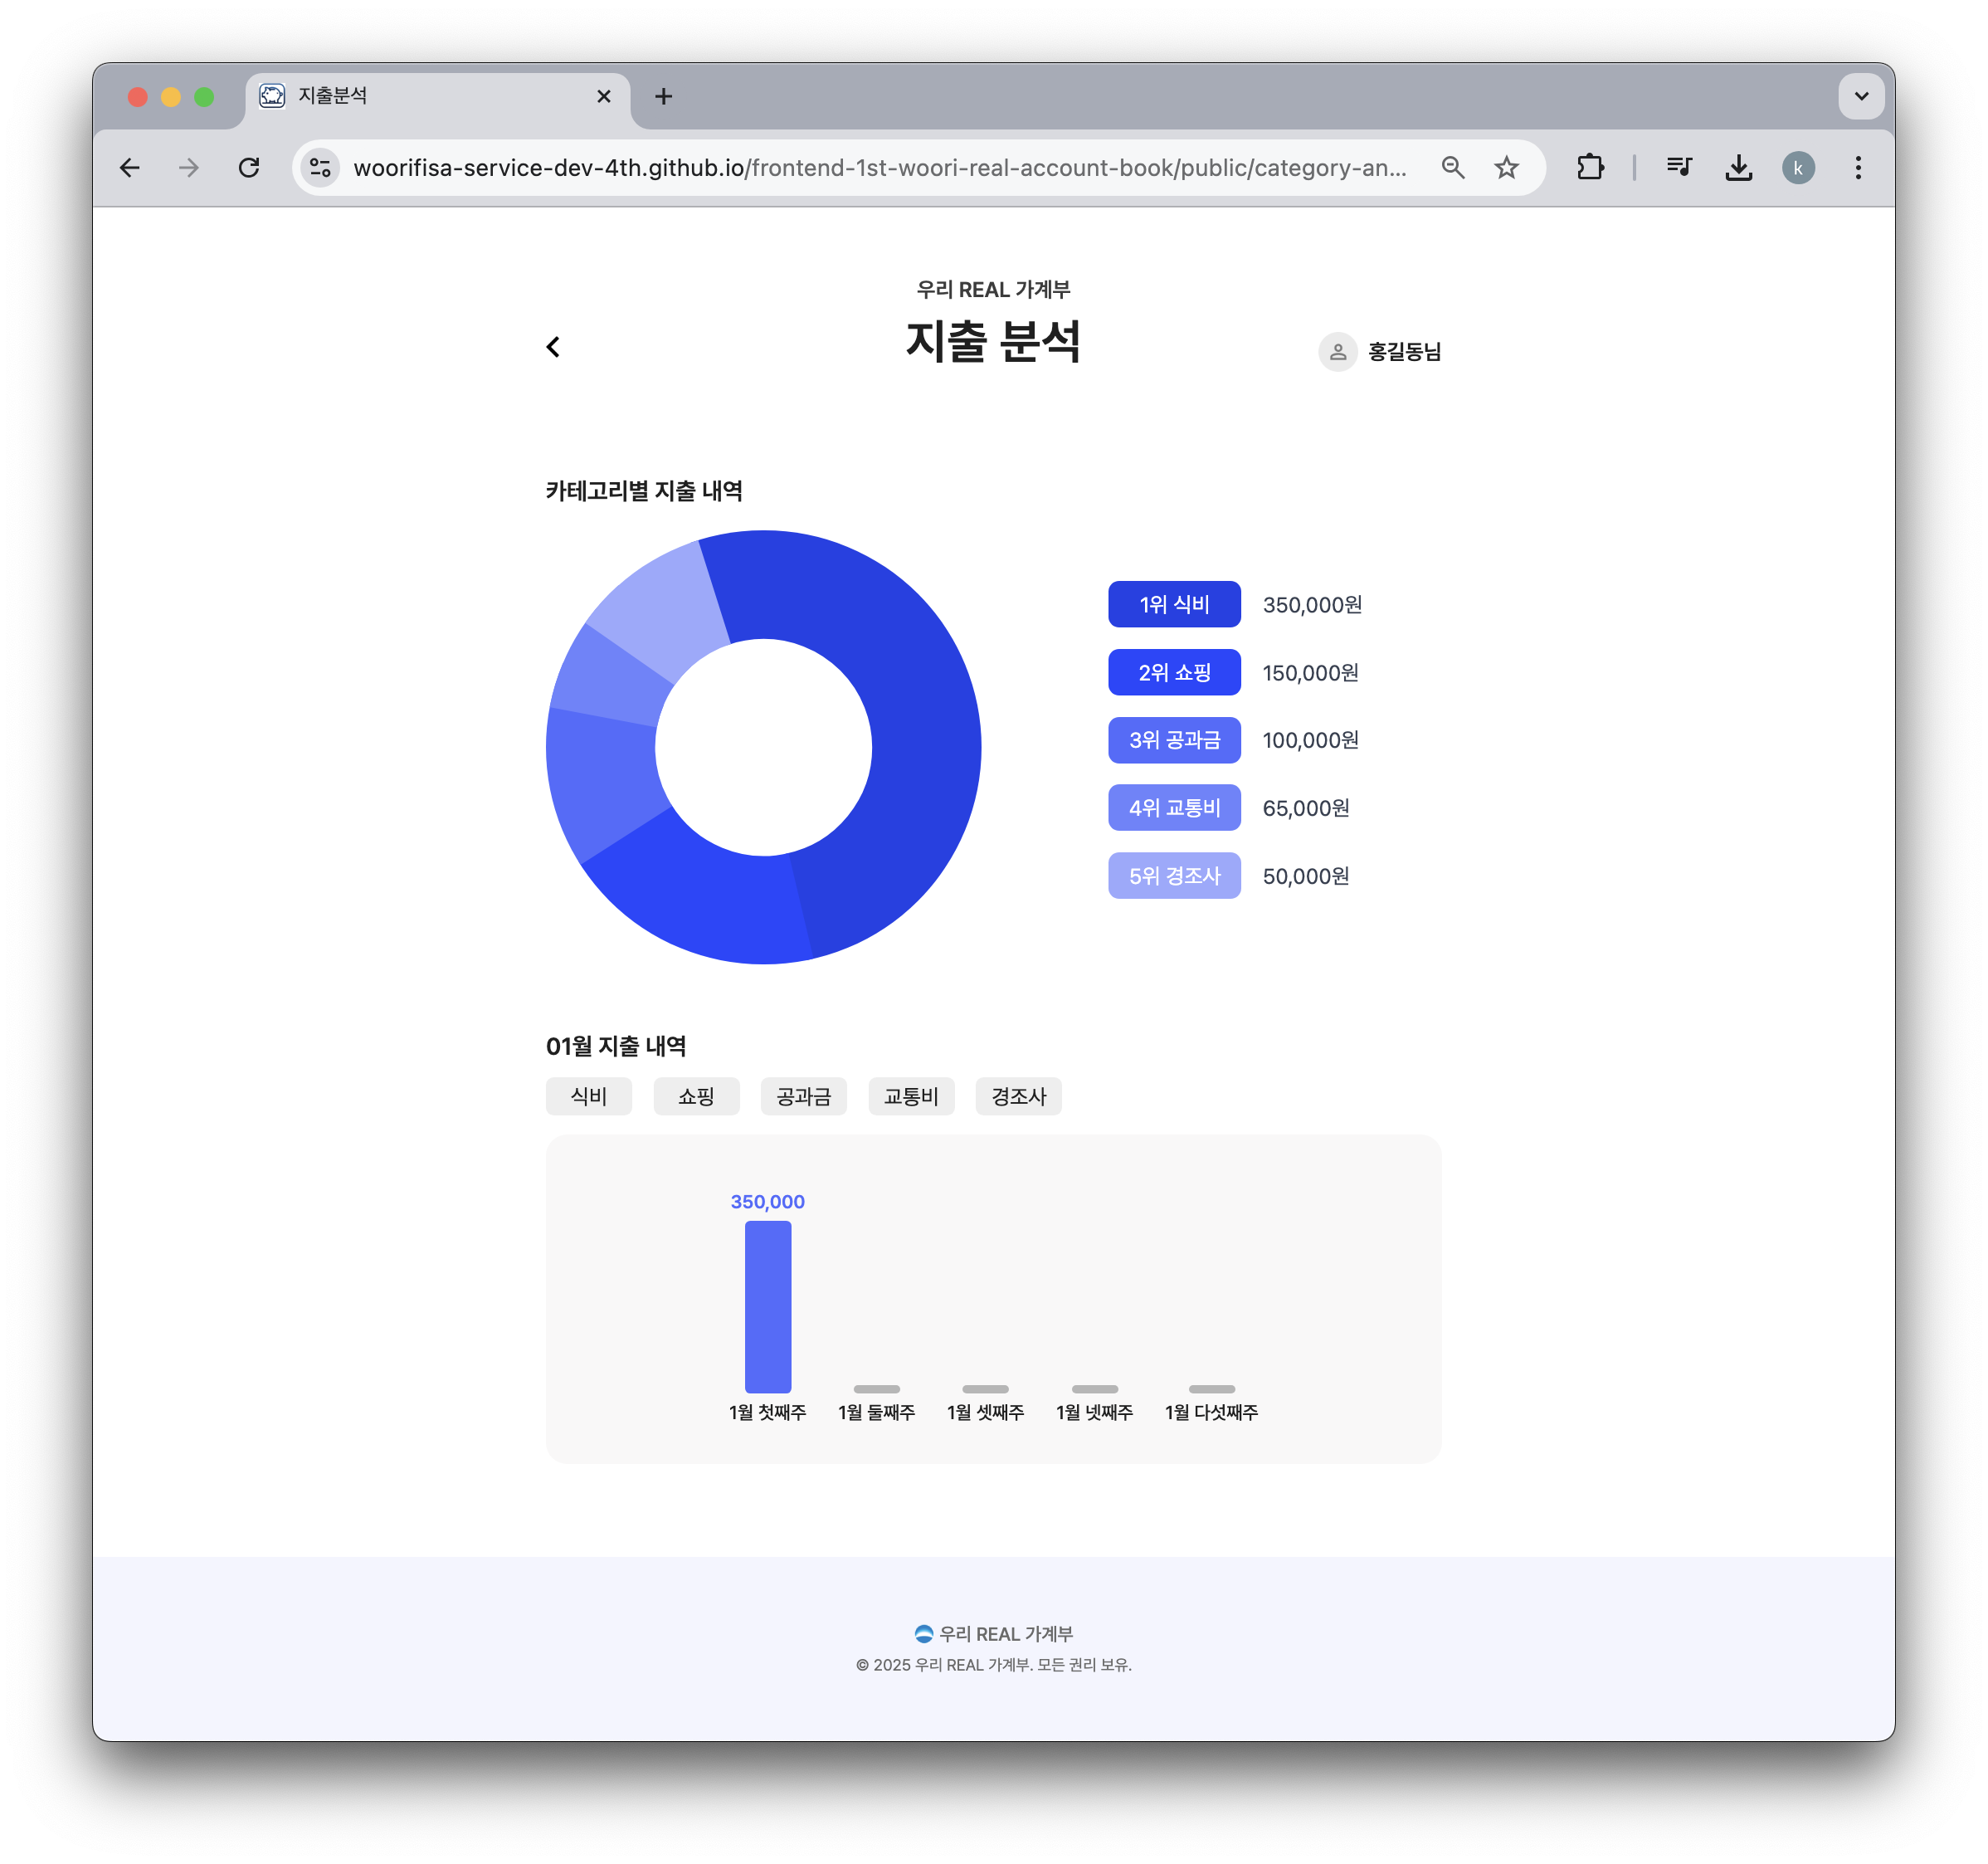 지출분석
woorifisa-service-dev-4th.github.io/frontend-1st-woori-real-account-book/public/category-an...
k
우리 REAL 가계부
지출 분석
홍길동님
카테고리별 지출 내역
1위 식비 350,000원
2위 쇼핑 150,000원
3위 공과금 100,000원
4위 교통비 65,000원
5위 경조사 50,000원
01월 지출 내역
식비 쇼핑 공과금 교통비 경조사
350,000
1월 첫째주 1월 둘째주 1월 셋째주 1월 넷째주 1월 다섯째주
우리 REAL 가계부
© 2025 우리 REAL 가계부. 모든 권리 보유.